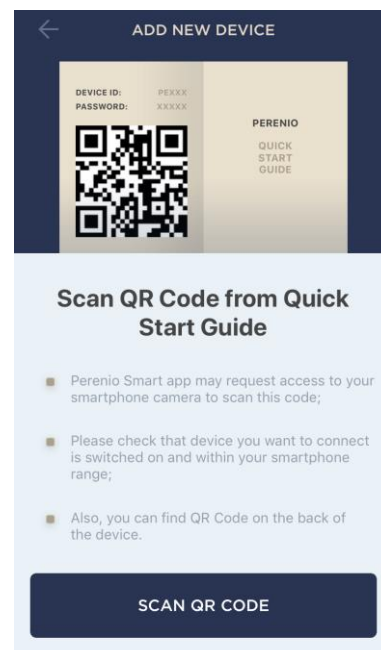 ADD NEW DEVICE
DEVICE ID: PEXXX
PASSWORD: XXXXX
PERENIO
QUICK
START
GUIDE
Scan QR Code from Quick
Start Guide
Perenio Smart app may request access to your
smartphone camera to scan this code;
Please check that device you want to connect
is switched on and within your smartphone
range;
Also, you can find QR Code on the back of
the device.
SCAN QR CODE